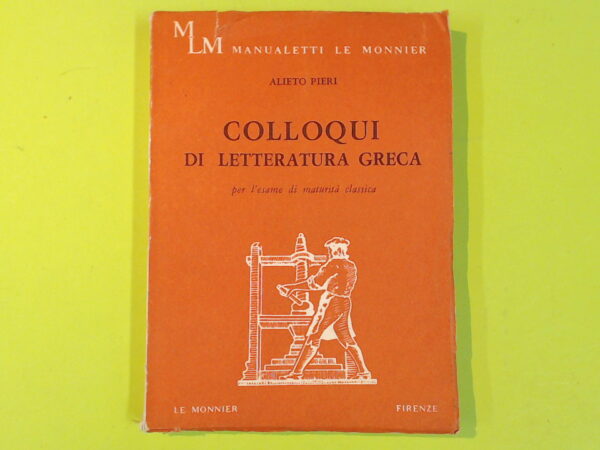 MLM MANUALETTI LE MONNIER
ALIETO PIERI
COLLOQUI
DI LETTERATURA GRECA
per l'esame di maturità classica
LE MONNIER FIRENZE